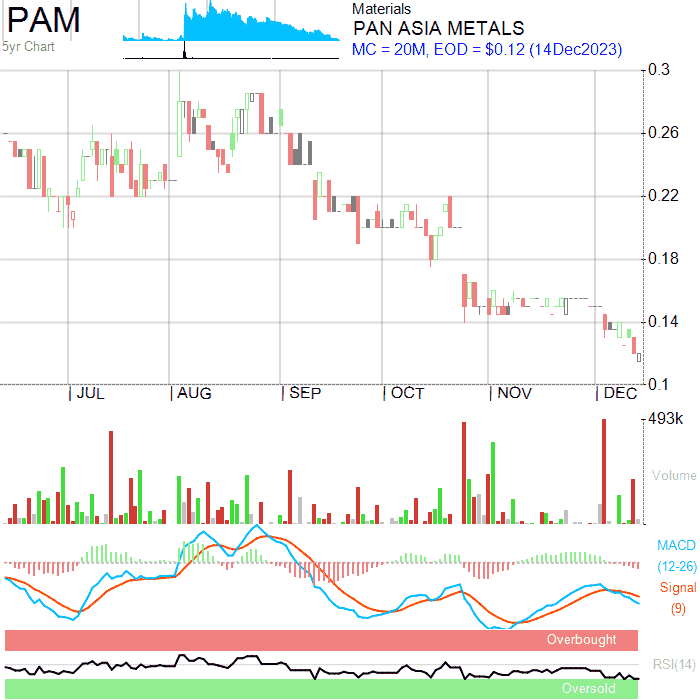 PAM
5yr Chart
Materials
PAN ASIA METALS
MC = 20M, EOD = $0.12 (14Dec2023)
0.3
0.26
0.22
0.18
0.14
0.1
JUL AUG SEP OCT NOV DEC
493k
Volume
MACD
(12-26)
Signal
(9)
Overbought
RSI(14)
Oversold